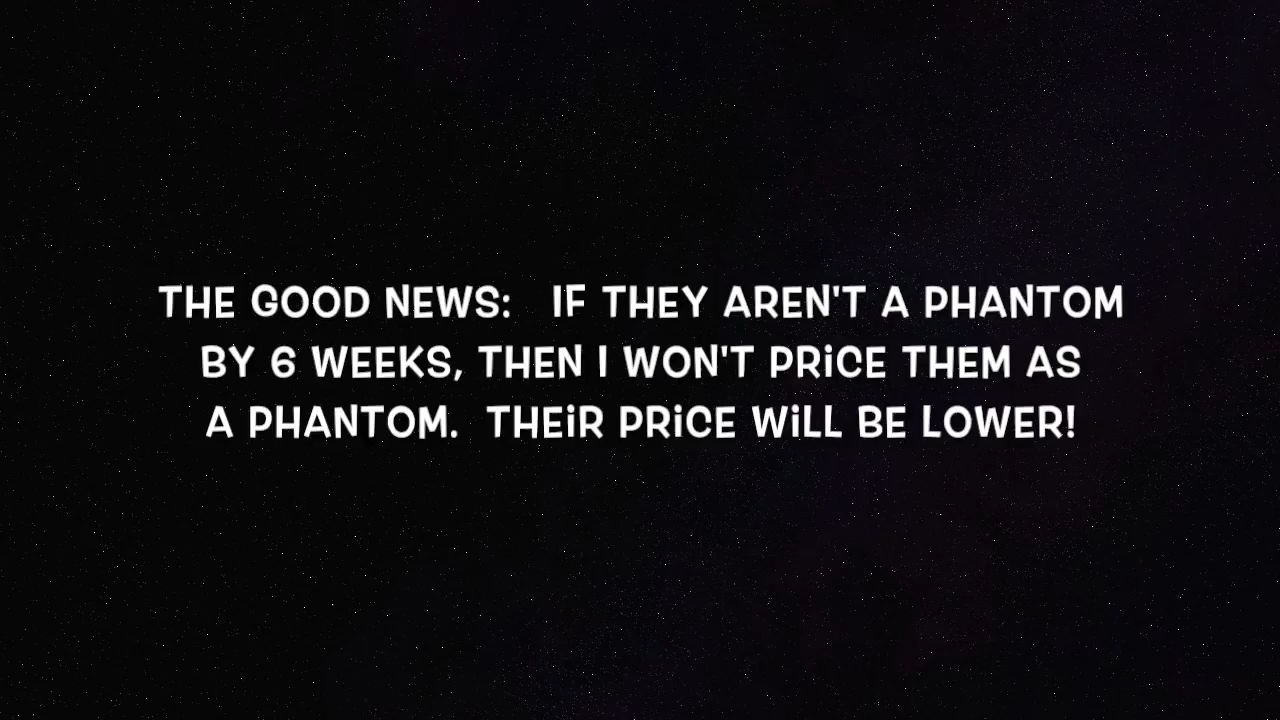 THE GOOD NEWS: IF THEY AREN'T A PHANTOM
BY 6 WEEKS, THEN I WON'T PRiCE THEM AS
A PHANTOM. THEiR PRiCE WiLL BE LOWER!